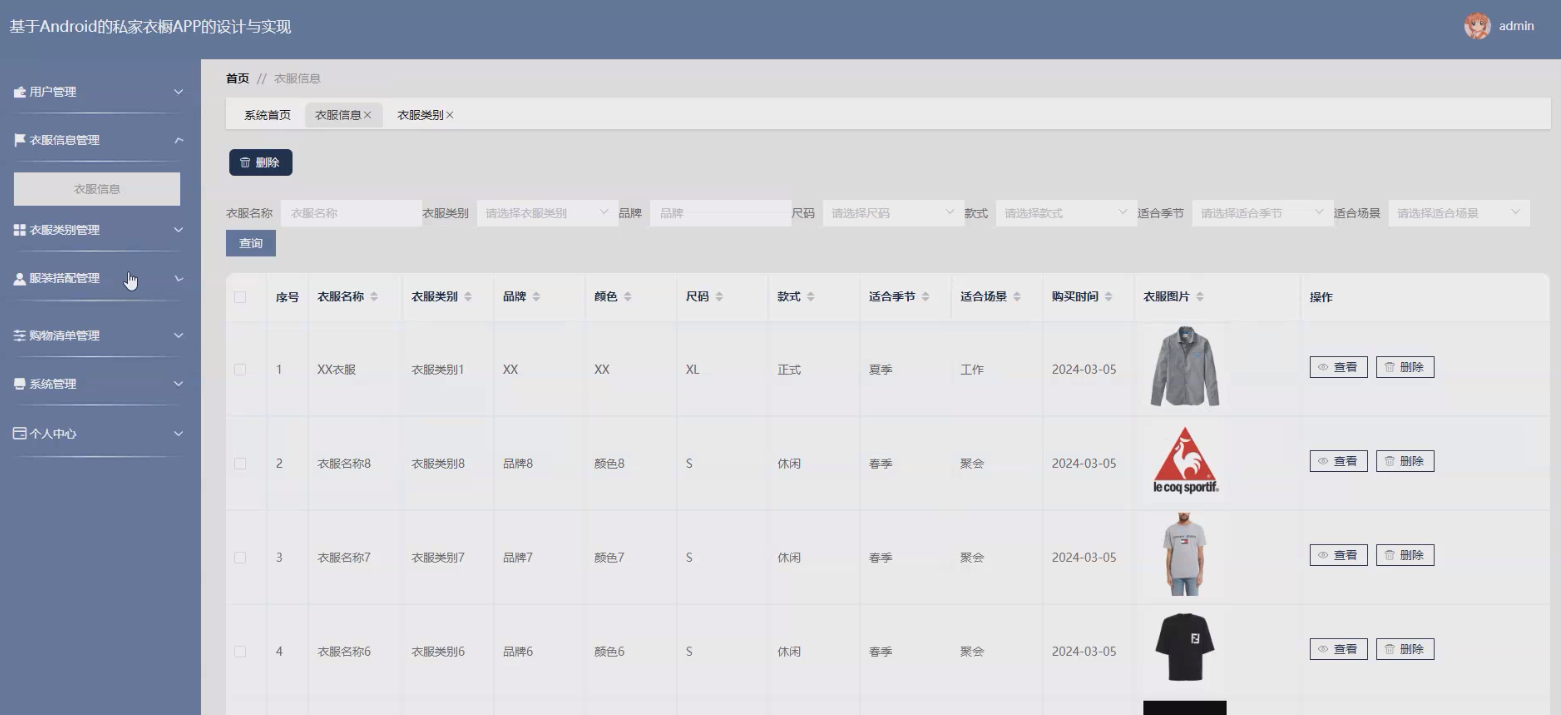 基于Android的私家衣橱APP的设计与实现
admin
用户管理
衣服信息管理
衣服信息
衣服类别管理
服装搭配管理
购物清单管理
系统管理
个人中心
首页 // 衣服信息
系统首页 衣服信息× 衣服类别×
删除
衣服名称 衣服名称 衣服类别 请选择衣服类别 品牌 品牌 尺码 请选择尺码 款式 请选择款式 适合季节 请选择适合季节 适合场景 请选择适合场景
查询
序号 衣服名称 衣服类别 品牌 颜色 尺码 款式 适合季节 适合场景 购买时间 衣服图片 操作
1 XX衣服 衣服类别1 XX XX XL 正式 夏季 工作 2024-03-05 查看 删除
2 衣服名称8 衣服类别8 品牌8 颜色8 S 休闲 春季 聚会 2024-03-05 le coq sportif 查看 删除
3 衣服名称7 衣服类别7 品牌7 颜色7 S 休闲 春季 聚会 2024-03-05 查看 删除
4 衣服名称6 衣服类别6 品牌6 颜色6 S 休闲 春季 聚会 2024-03-05 查看 删除